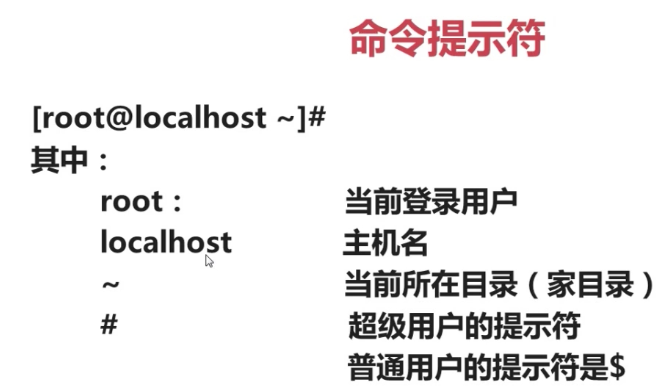 命令提示符
[root@localhost ~]#
其中：
root： 当前登录用户
localhost 主机名
~ 当前所在目录（家目录）
# 超级用户的提示符
普通用户的提示符是$